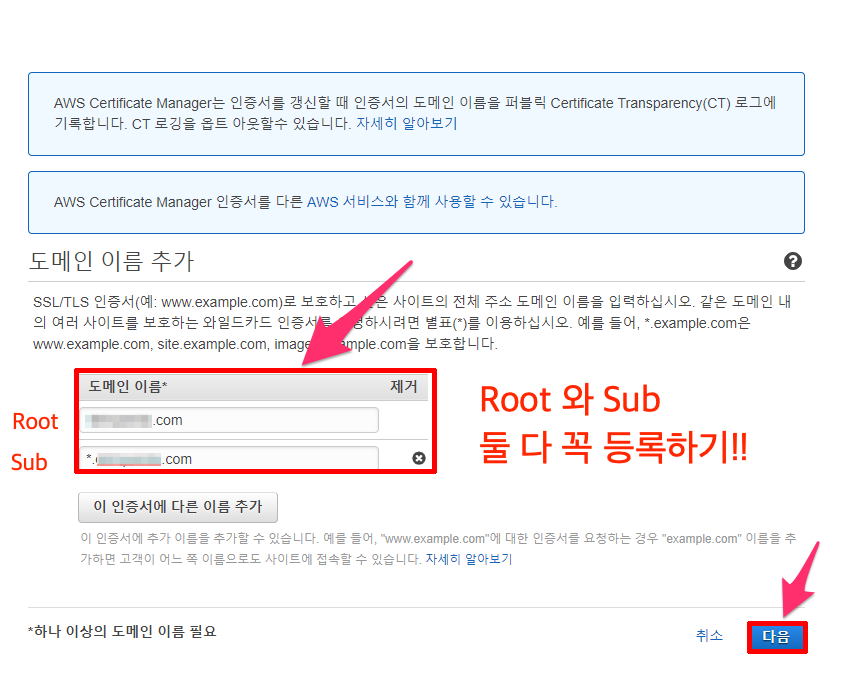 AWS Certificate Manager는 인증서를 갱신할 때 인증서의 도메인 이름을 퍼블릭 Certificate Transparency(CT) 로그에
기록합니다. CT 로깅을 옵트 아웃할수 있습니다. 자세히 알아보기
AWS Certificate Manager 인증서를 다른 AWS 서비스와 함께 사용할 수 있습니다.
도메인 이름 추가
SSL/TLS 인증서(예: www.example.com)로 보호하고 은 사이트의 전체 주소 도메인 이름을 입력하십시오. 같은 도메인 내
의 여러 사이트를 보호하는 와일드카드 인증서를 하시려면 별표(*)를 이용하십시오. 예를 들어, *.example.com은
www.example.com, site.example.com, image mple.com을 보호합니다.
도메인 이름* 제거
Root .com
Sub *. .com
Root 와 Sub
둘 다 꼭 등록하기!!
이 인증서에 다른 이름 추가
이 인증서에 추가 이름을 추가할 수 있습니다. 예를 들어, "www.example.com"에 대한 인증서를 요청하는 경우 "example.com" 이름을 추
가하면 고객이 어느 쪽 이름으로도 사이트에 접속할 수 있습니다. 자세히 알아보기
*하나 이상의 도메인 이름 필요
취소 다음